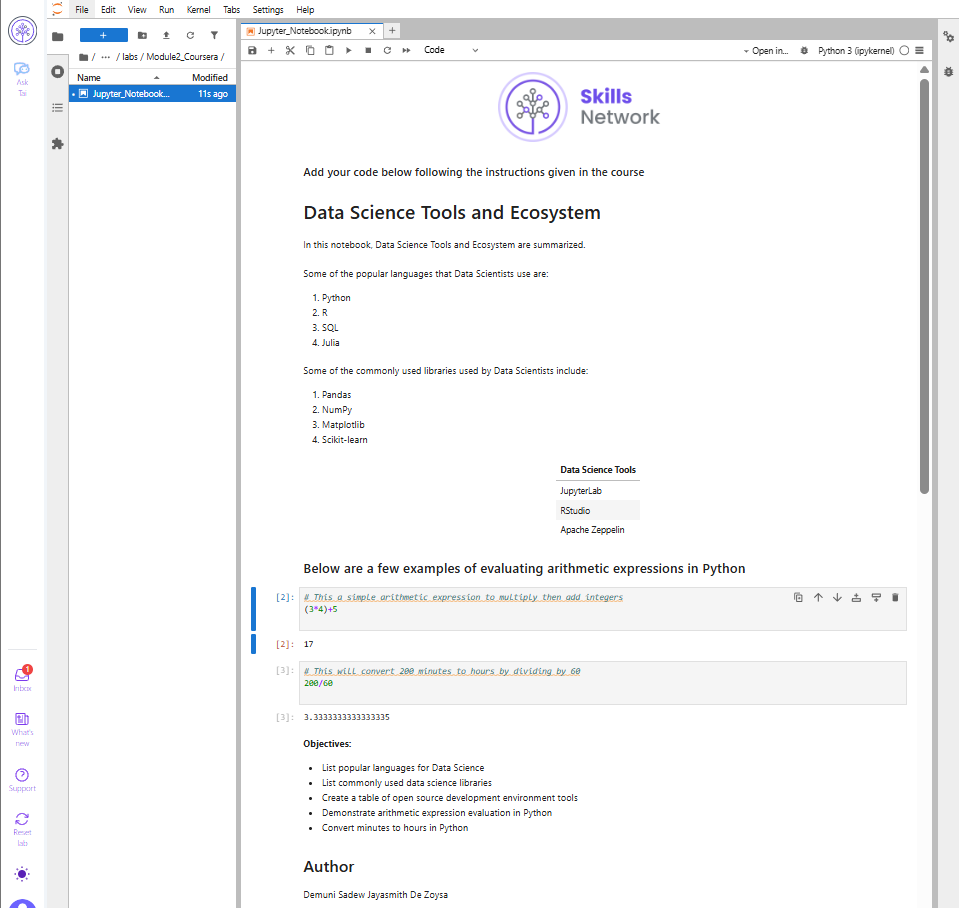 File Edit View Run Kernel Tabs Settings Help
Ask
Tai
+
/ ··· / labs / Module2_Coursera /
Name Modified
Jupyter_Notebook... 11s ago
1
Inbox
What's
new
Support
Reset
lab
Jupyter_Notebook.ipynb × +
Code Open in... Python 3 (ipykernel)
Skills
Network
Add your code below following the instructions given in the course
Data Science Tools and Ecosystem
In this notebook, Data Science Tools and Ecosystem are summarized.
Some of the popular languages that Data Scientists use are:
1. Python
2. R
3. SQL
4. Julia
Some of the commonly used libraries used by Data Scientists include:
1. Pandas
2. NumPy
3. Matplotlib
4. Scikit-learn
Data Science Tools
JupyterLab
RStudio
Apache Zeppelin
Below are a few examples of evaluating arithmetic expressions in Python
[2]: # This a simple arithmetic expression to multiply then add integers
(3*4)+5
[2]: 17
[3]: # This will convert 200 minutes to hours by dividing by 60
200/60
[3]: 3.3333333333333335
Objectives:
• List popular languages for Data Science
• List commonly used data science libraries
• Create a table of open source development environment tools
• Demonstrate arithmetic expression evaluation in Python
• Convert minutes to hours in Python
Author
Demuni Sadew Jayasmith De Zoysa